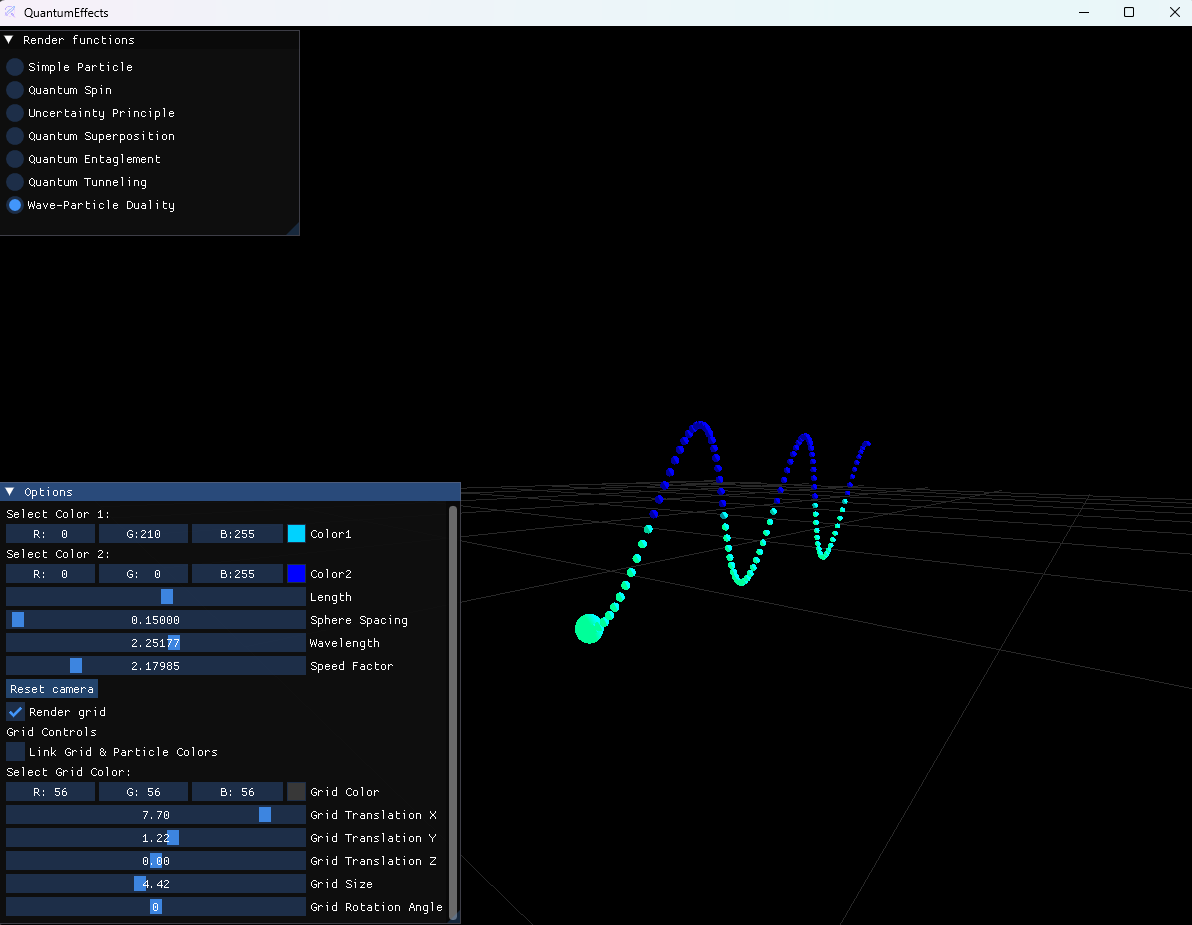 QuantumEffects
Render functions
Simple Particle
Quantum Spin
Uncertainty Principle
Quantum Superposition
Quantum Entaglement
Quantum Tunneling
Wave-Particle Duality
Options
Select Color 1:
R: 0 G:210 B:255 Color1
Select Color 2:
R: 0 G: 0 B:255 Color2
Length
0.15000 Sphere Spacing
2.25177 Wavelength
2.17985 Speed Factor
Reset camera
Render grid
Grid Controls
Link Grid & Particle Colors
Select Grid Color:
R: 56 G: 56 B: 56 Grid Color
7.70 Grid Translation X
1.22 Grid Translation Y
0.00 Grid Translation Z
4.42 Grid Size
0 Grid Rotation Angle